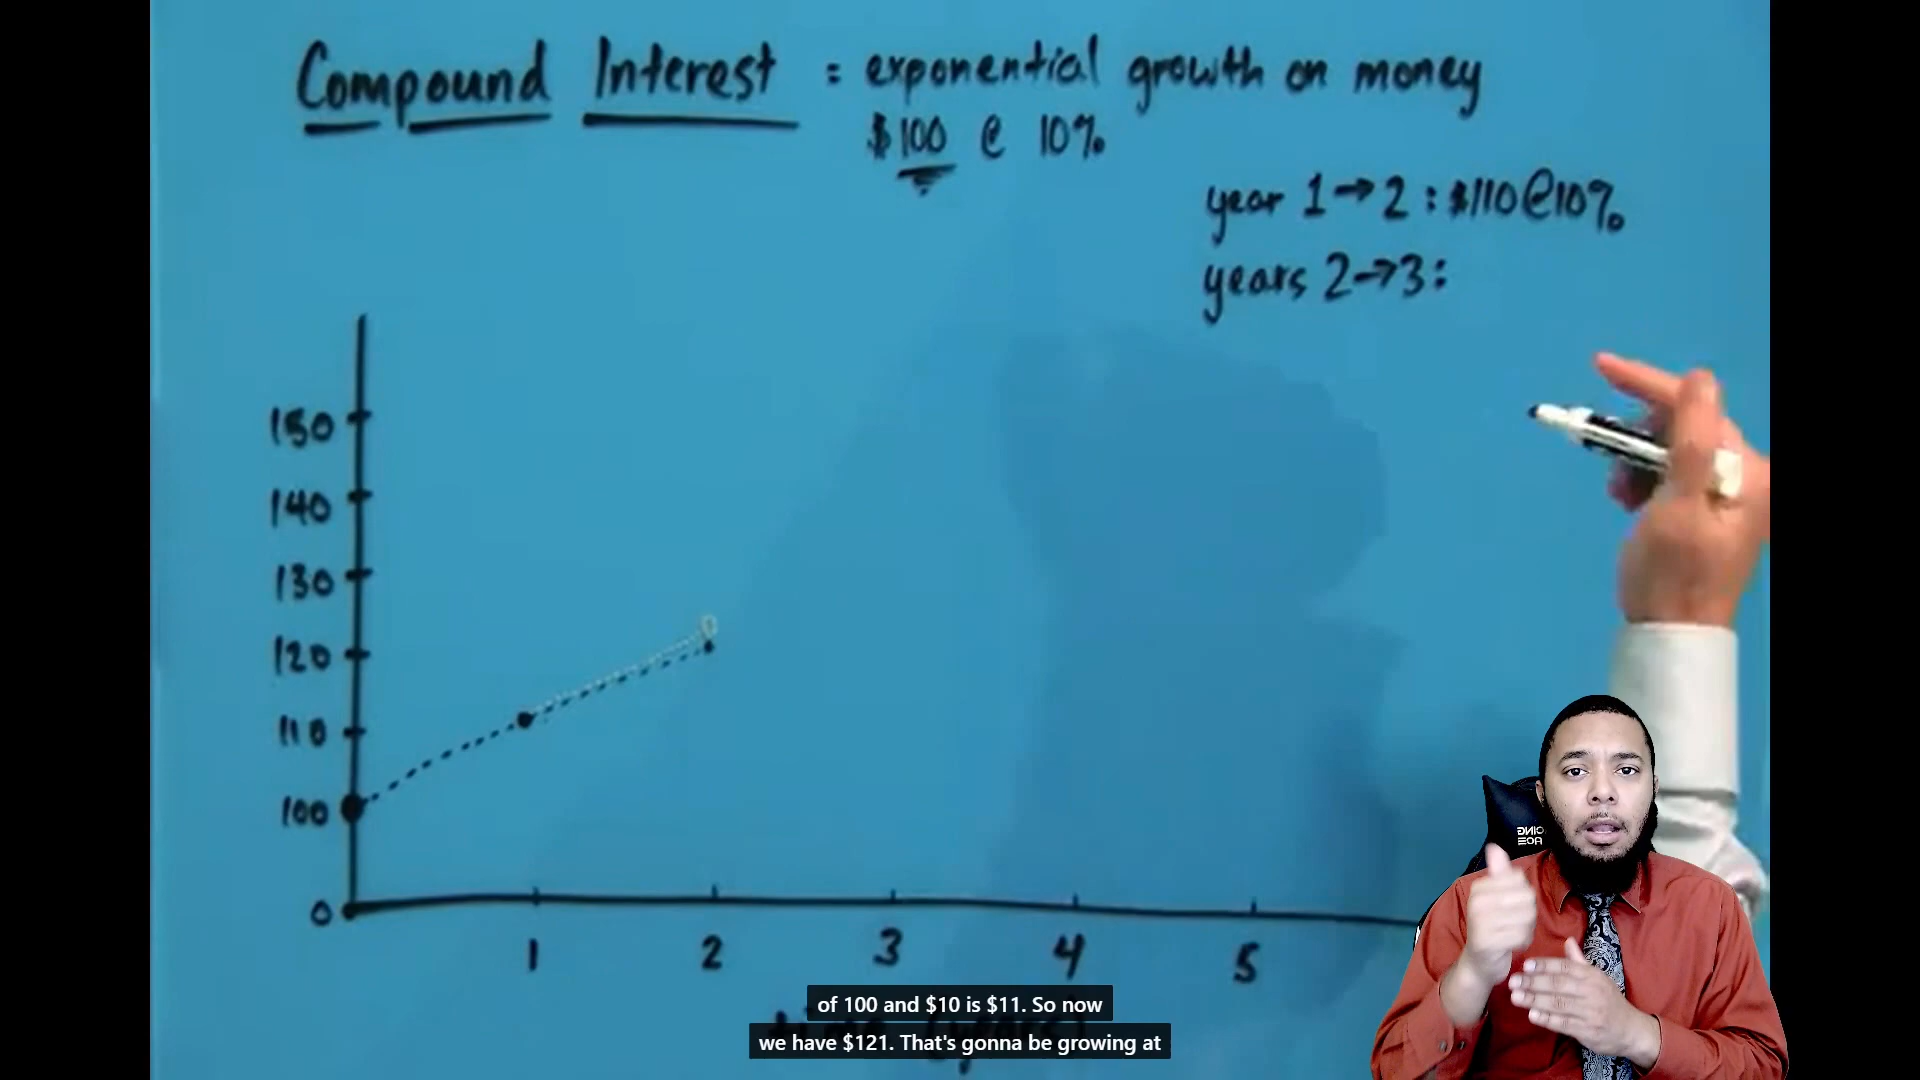 Compound Interest = exponential growth on money
$100 @ 10%
year 1→2 : $110@10%
years 2→3 :
150
140
130
120
110
100
0
1 2 3 4 5
of 100 and $10 is $11. So now
we have $121. That's gonna be growing at